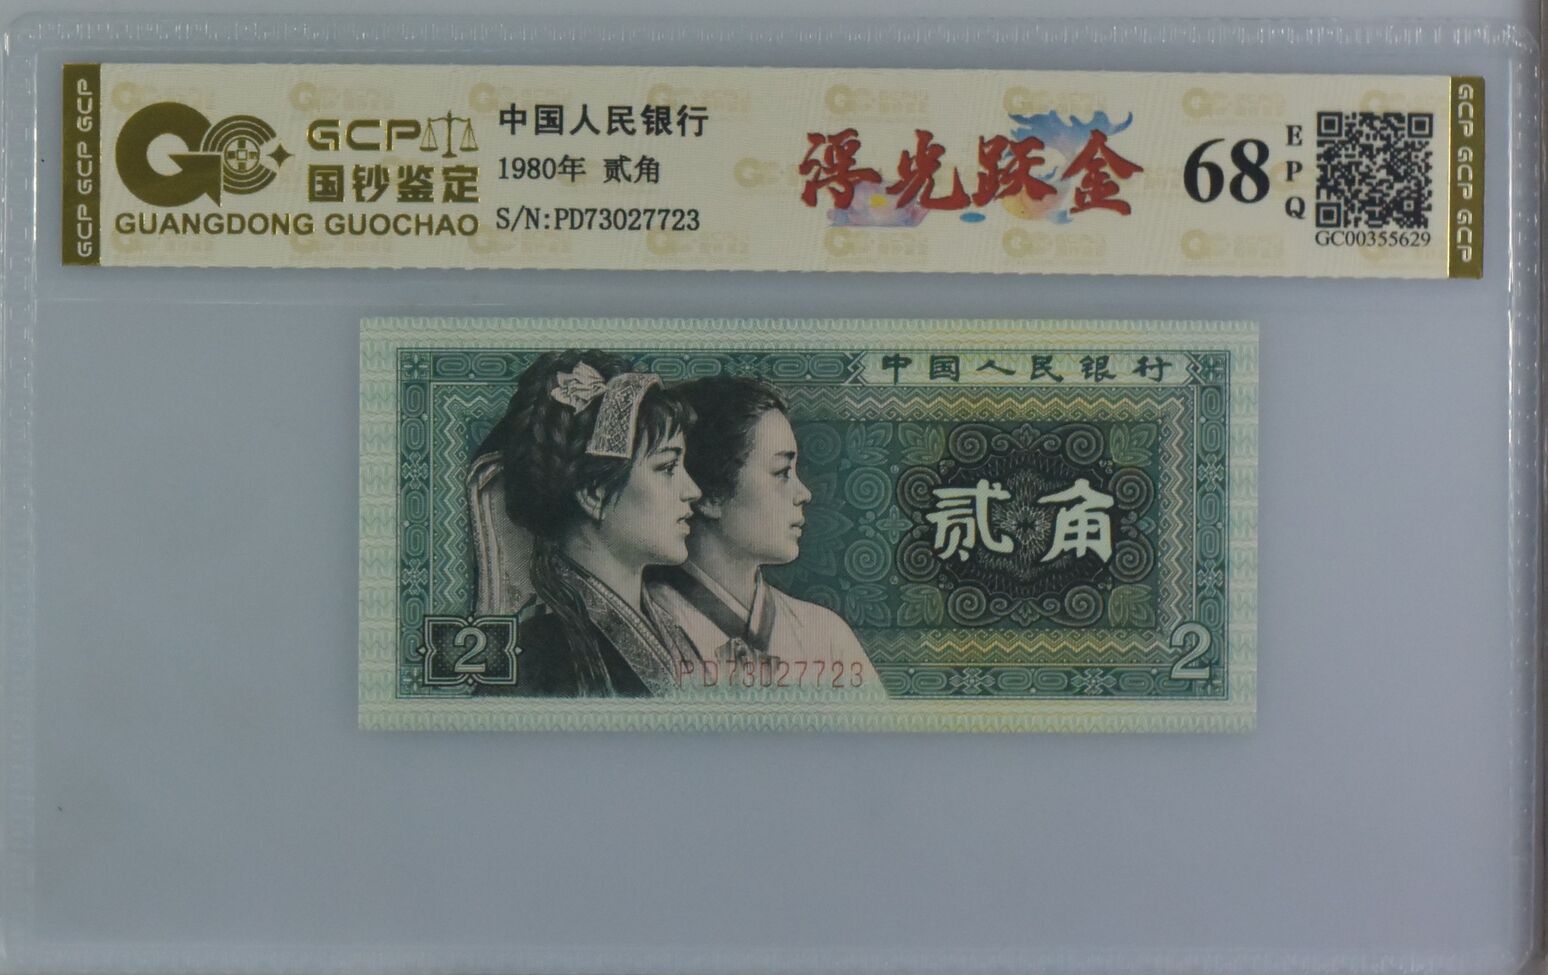 GCP GCP GCP
GCP
国钞鉴定
GUANGDONG GUOCHAO
中国人民银行
1980年 贰角
S/N:PD73027723
浮光跃金
68
EPQ
GC00355629
GCP GCP GCP
中国人民银行
贰角
2
2
PD73027723